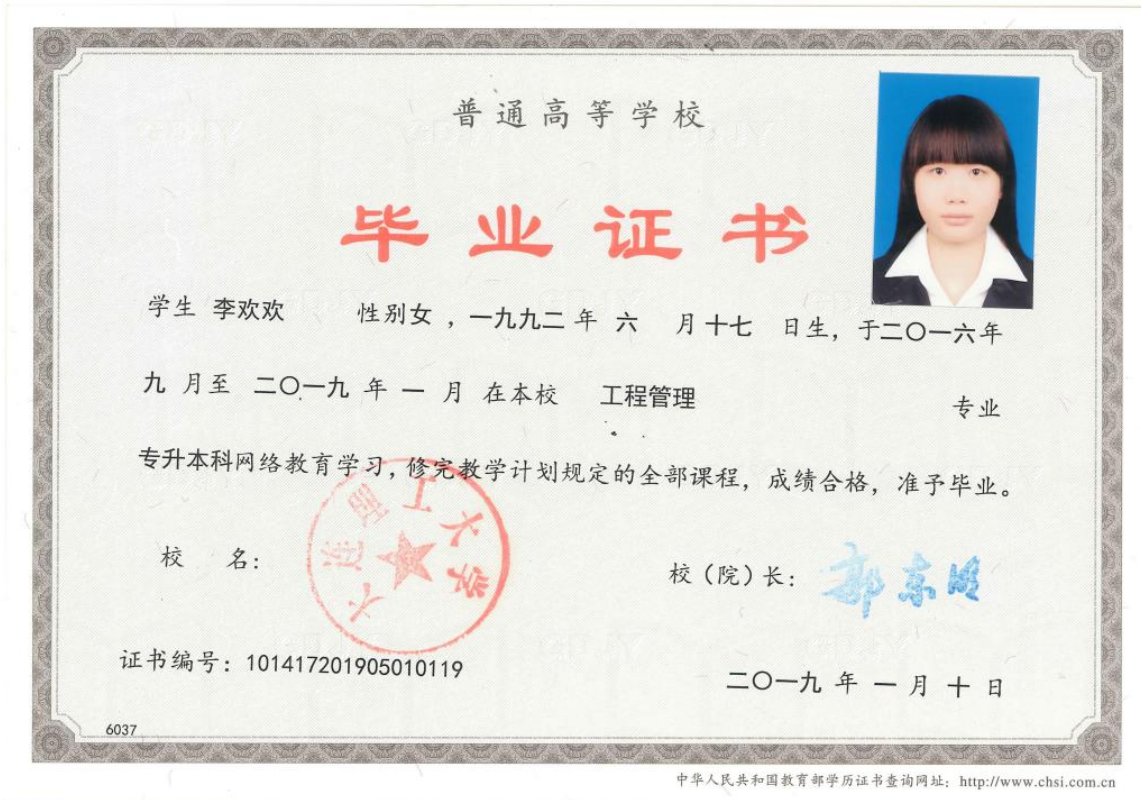 普通高等学校
毕业证书
学生 李欢欢 性别女，一九九二年 六 月十七 日生，于二〇一六年
九 月至 二〇一九 年 一 月 在本校 工程管理 专业
专升本科网络教育学习，修完教学计划规定的全部课程，成绩合格，准予毕业。
大连理工大学
校 名：
校（院）长：郭东明
证书编号：101417201905010119
二〇一九 年 一 月 十 日
6037
中华人民共和国教育部学历证书查询网址：http://www.chsi.com.cn